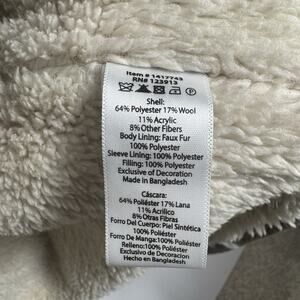 Item # 1417743
RN# 123913
Shell:
64% Polyester 17% Wool
11% Acrylic
8% Other Fibers
Body Lining: Faux Fur
100% Polyester
Sleeve Lining: 100% Polyester
Filling: 100% Polyester
Exclusive of Decoration
Made in Bangladesh
Cáscara:
64% Poliéster 17% Lana
11% Acrílico
8% Otras Fibras
Forro Del Cuerpo: Piel Sintética
100% Poliéster
Forro De Manga: 100% Poliéster
Relleno: 100% Poliéster
Exclusivo de Decoración
Hecho en Bangladesh